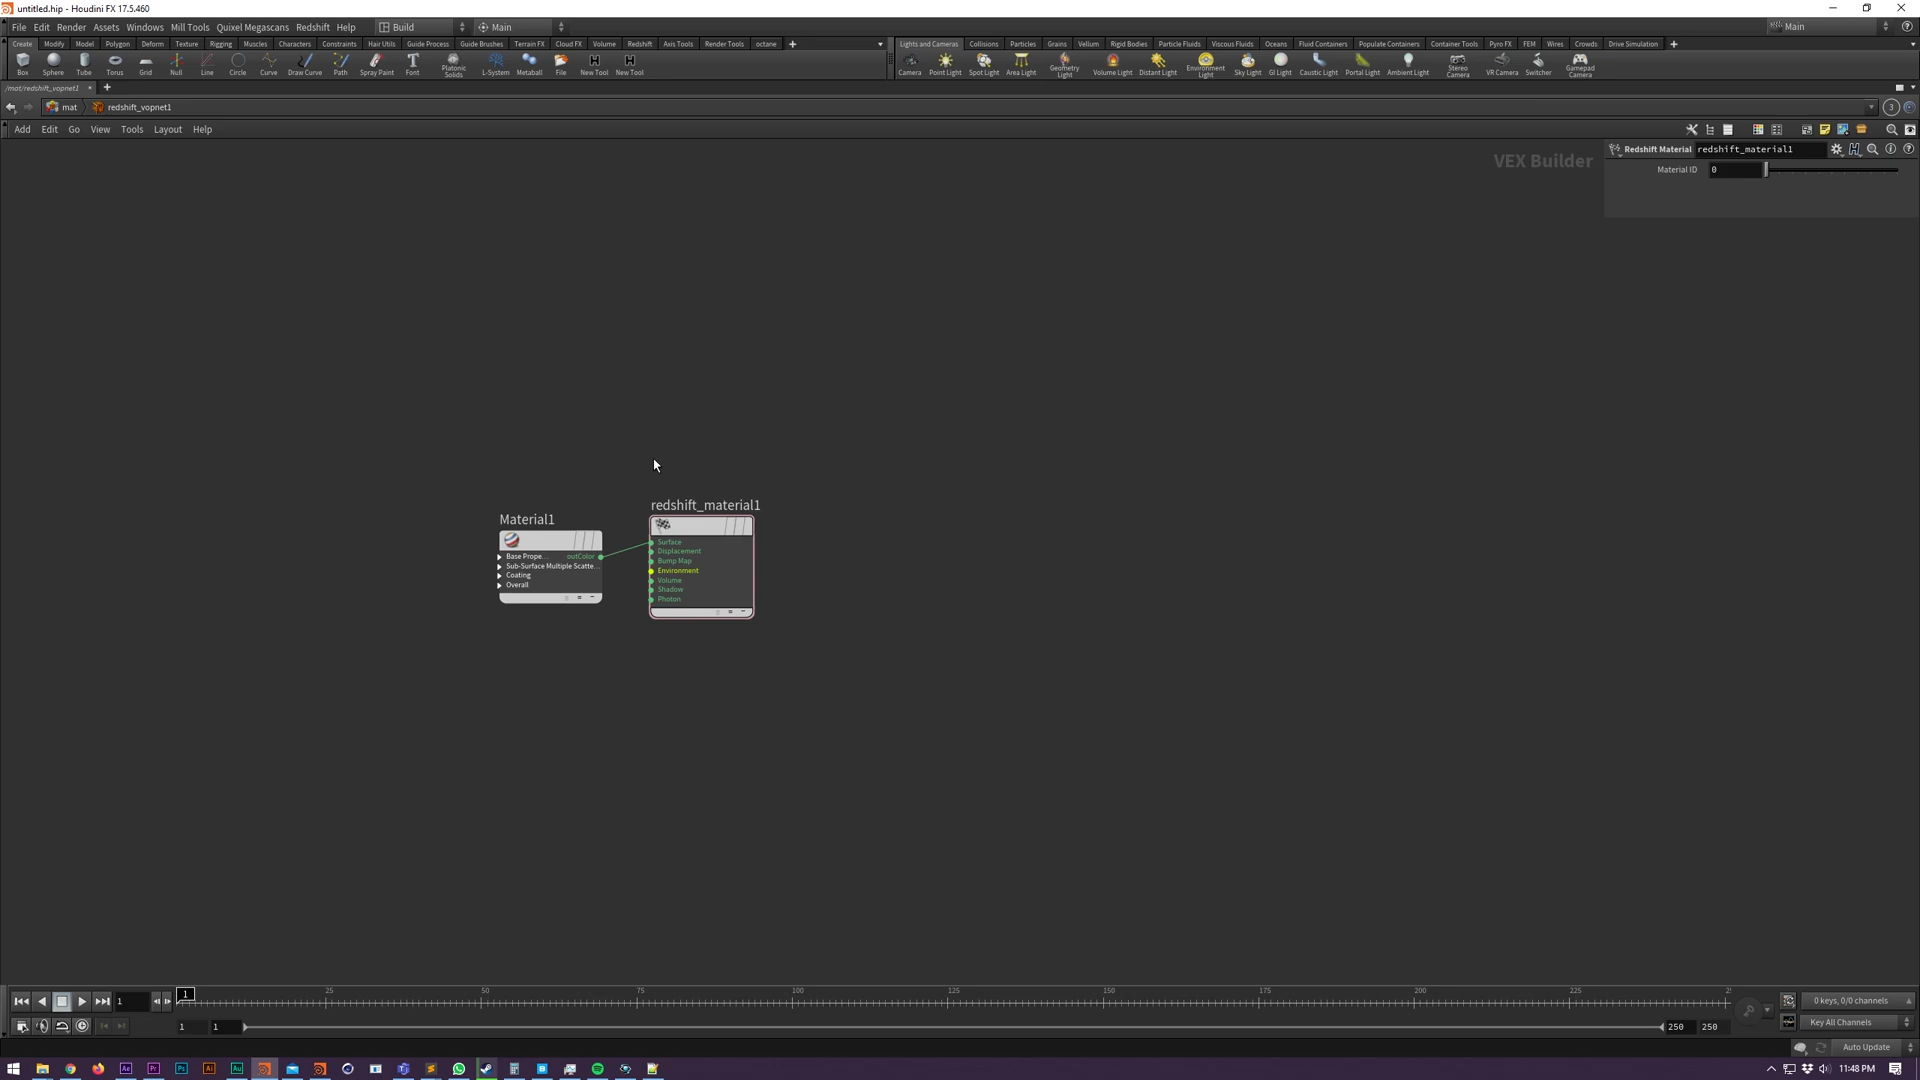 untitled.hip - Houdini FX 17.5.460
File Edit Render Assets Windows Mill Tools Quixel Megascans Redshift Help Build Main Main
Create Modify Model Polygon Deform Texture Rigging Muscles Characters Constraints Hair Utils Guide Process Guide Brushes Terrain FX Cloud FX Volume Redshift Axis Tools Render Tools octane Lights and Cameras Collisions Particles Grains Vellum Rigid Bodies Particle Fluids Viscous Fluids Oceans Fluid Containers Populate Containers Container Tools Pyro FX FEM Wires Crowds Drive Simulation
Box Sphere Tube Torus Grid Null Line Circle Curve Draw Curve Path Spray Paint Font Platonic Solids L-System Metaball File New Tool New Tool Camera Point Light Spot Light Area Light Geometry Light Volume Light Distant Light Environment Light Sky Light GI Light Caustic Light Portal Light Ambient Light Stereo Camera VR Camera Switcher Gamepad Camera
/mat/redshift_vopnet1
mat redshift_vopnet1 3
Add Edit Go View Tools Layout Help
VEX Builder
Redshift Material redshift_material1
Material ID 0
Material1
Base Prope... outColor
Sub-Surface Multiple Scatte...
Coating
Overall
redshift_material1
Surface
Displacement
Bump Map
Environment
Volume
Shadow
Photon
1 1 25 50 75 100 125 150 175 200 225 0 keys, 0/0 channels
1 1 250 250 Key All Channels
Auto Update
Ae Pr Ps Ai Au 11:48 PM